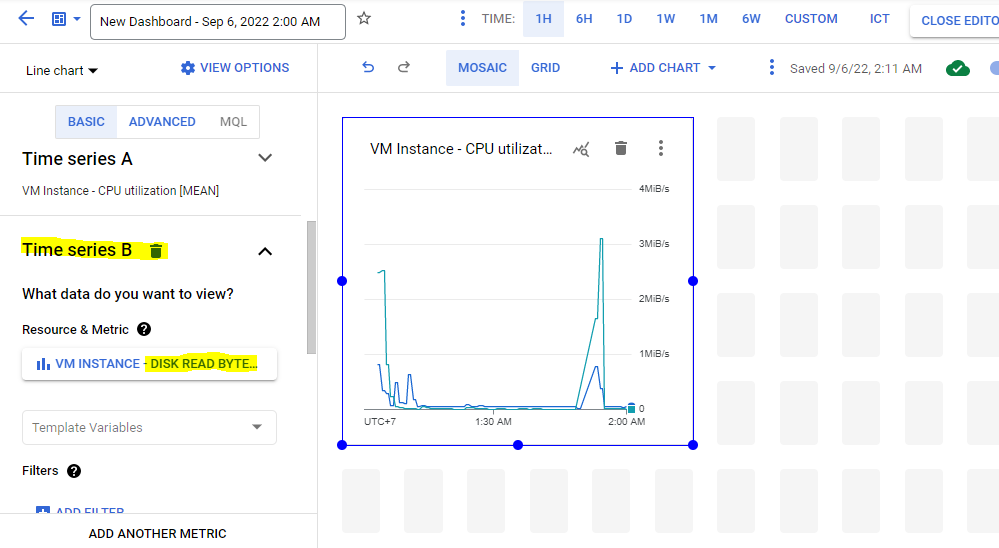 New Dashboard - Sep 6, 2022 2:00 AM
TIME: 1H 6H 1D 1W 1M 6W CUSTOM ICT CLOSE EDITO
Line chart VIEW OPTIONS MOSAIC GRID ADD CHART Saved 9/6/22, 2:11 AM
BASIC ADVANCED MQL
Time series A
VM Instance - CPU utilization [MEAN]
Time series B
What data do you want to view?
Resource & Metric ?
VM INSTANCE - DISK READ BYTE...
Template Variables
Filters ?
ADD FILTER
ADD ANOTHER METRIC
VM Instance - CPU utilizat...
4MiB/s
3MiB/s
2MiB/s
1MiB/s
0
UTC+7 1:30 AM 2:00 AM